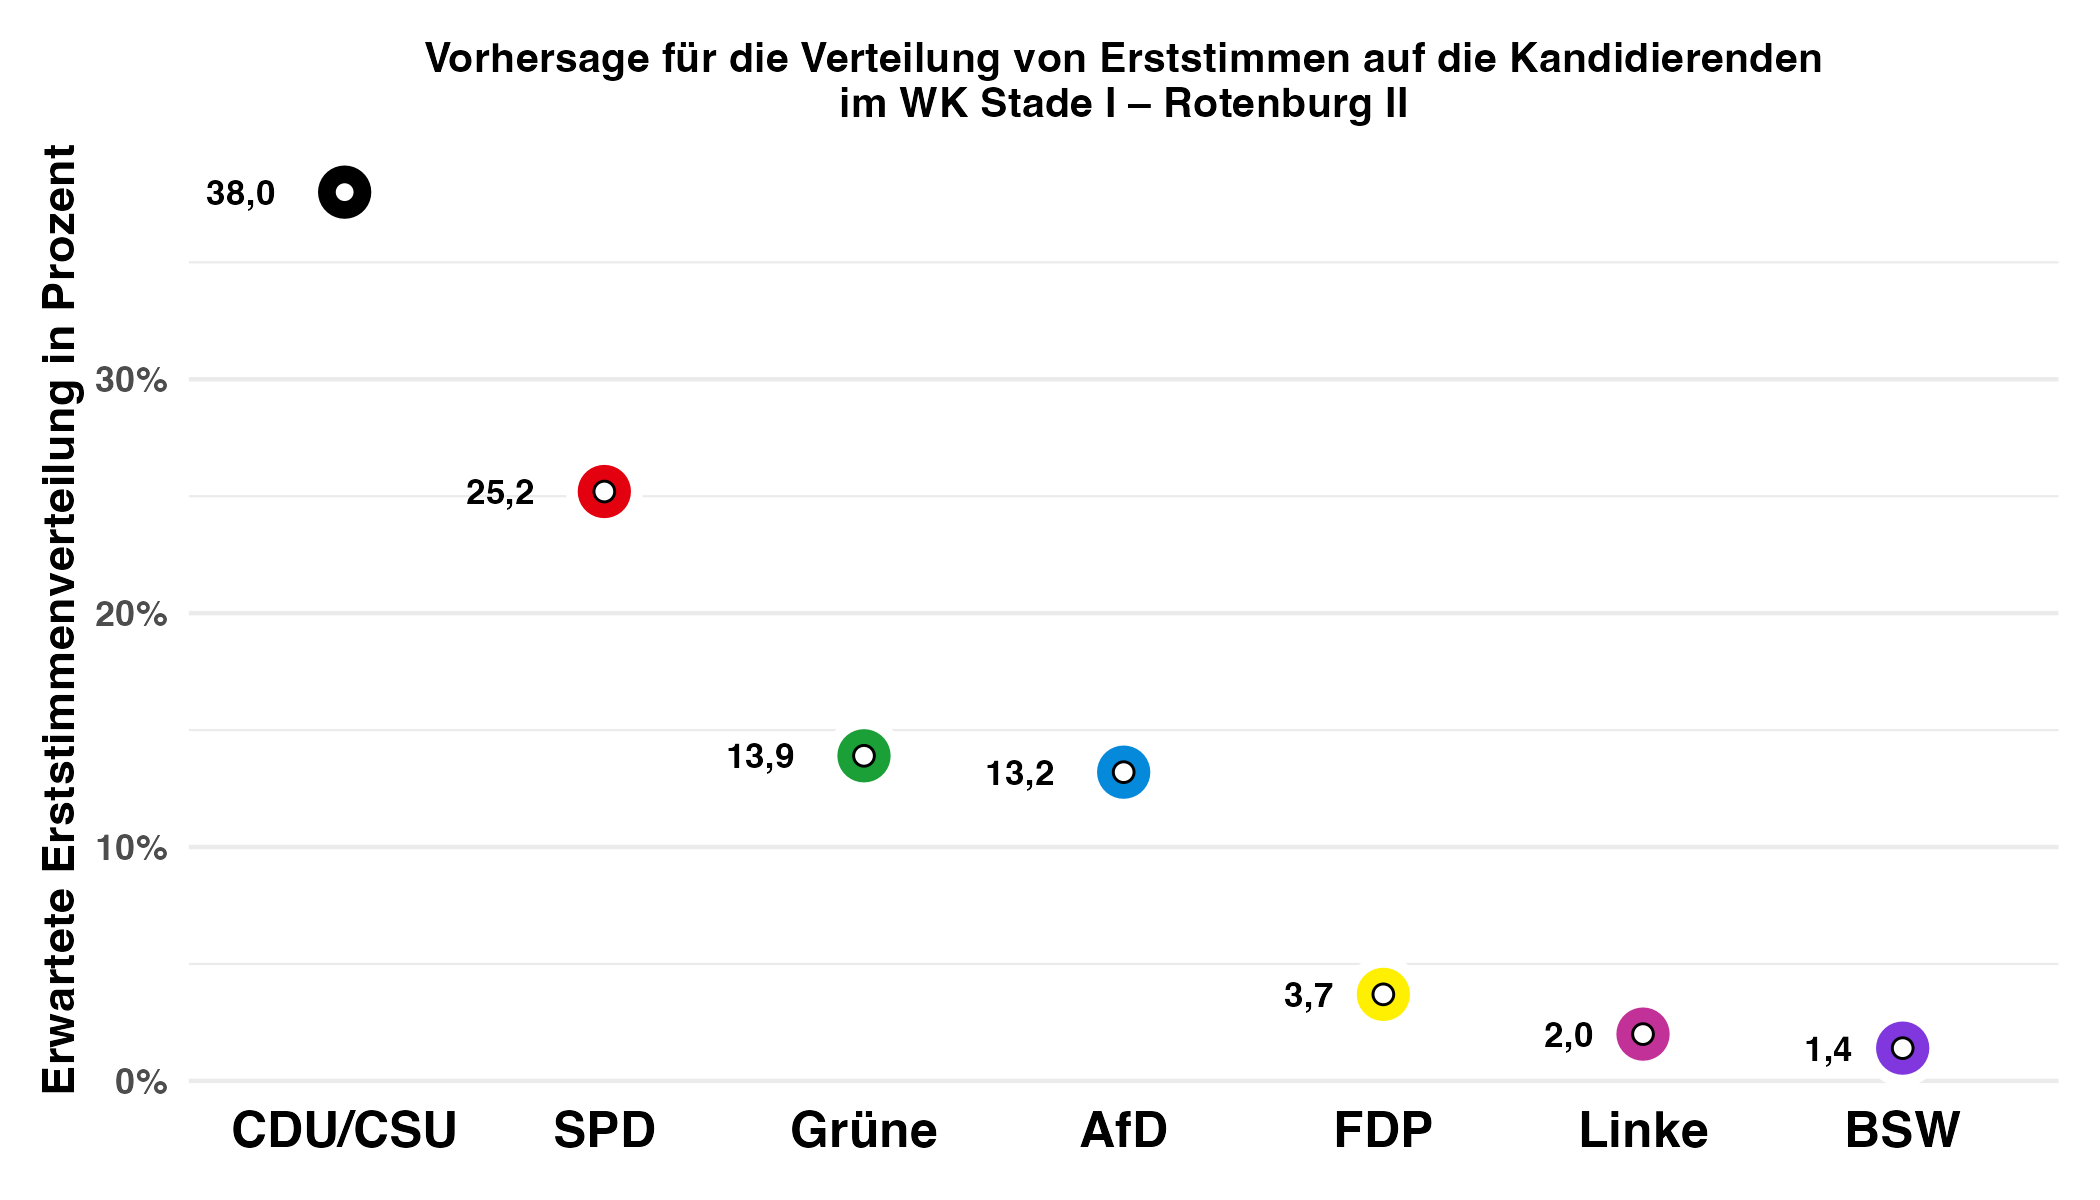 Vorhersage für die Verteilung von Erststimmen auf die Kandidierenden
im WK Stade I – Rotenburg II
Erwartete Erststimmenverteilung in Prozent
38,0
30%
25,2
20%
13,9
13,2
10%
3,7
2,0
1,4
0%
CDU/CSU SPD Grüne AfD FDP Linke BSW